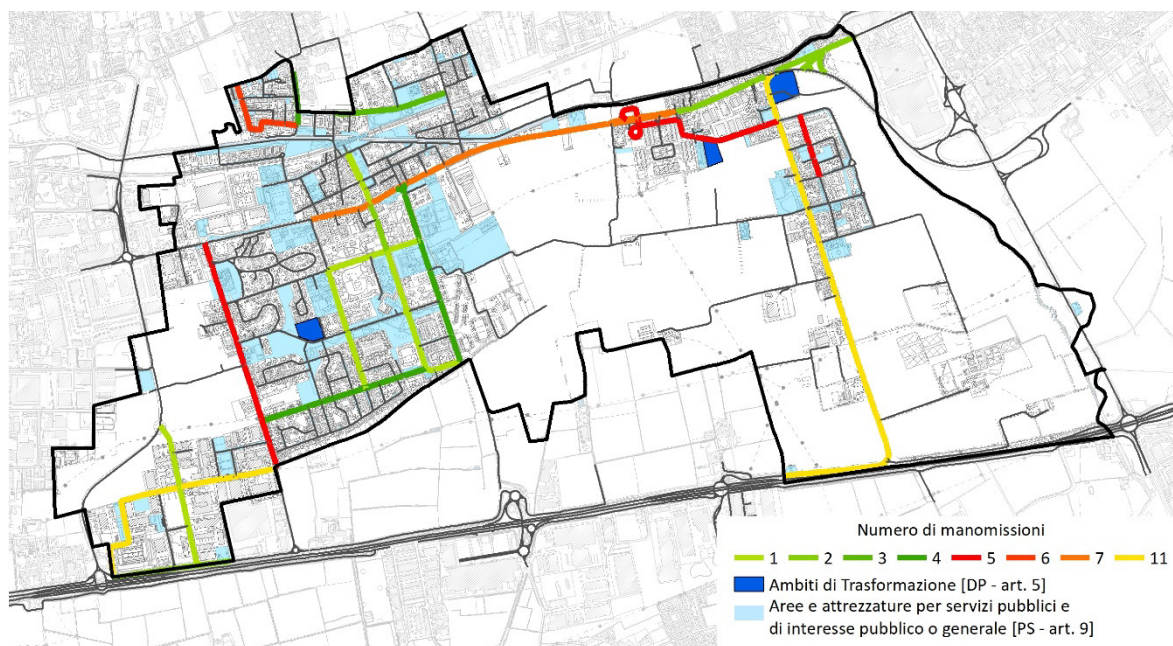 Numero di manomissioni
1 2 3 4 5 6 7 11
Ambiti di Trasformazione [DP - art. 5]
Aree e attrezzature per servizi pubblici e
di interesse pubblico o generale [PS - art. 9]